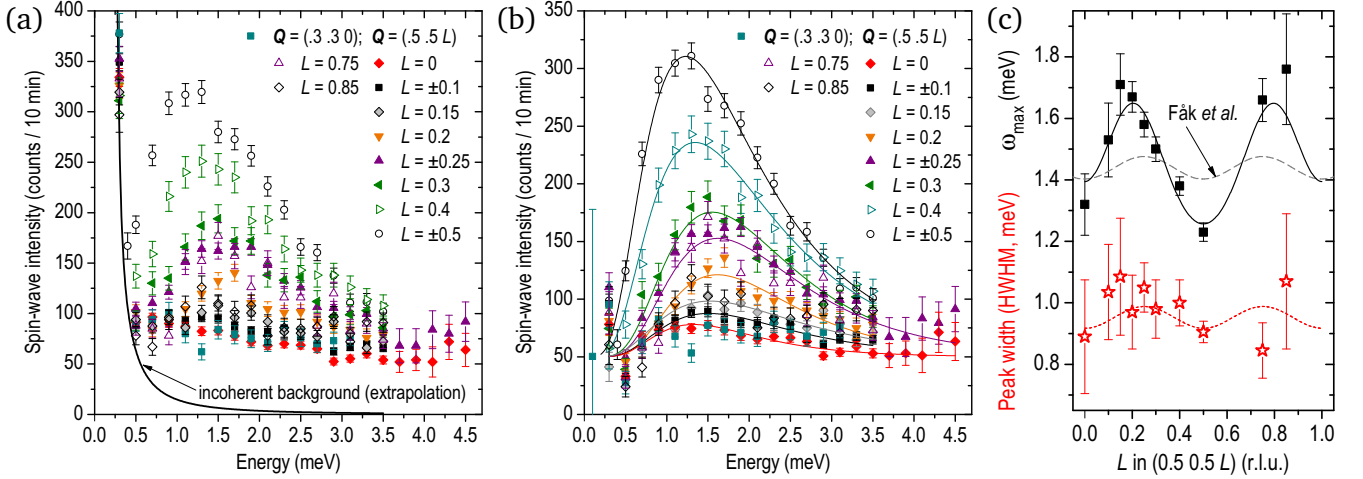 (a)
Spin-wave intensity (counts / 10 min)
400
350
300
250
200
150
100
50
0
Q = (.3 .3 0); Q = (.5 .5 L)
L = 0.75 L = 0
L = 0.85 L = ±0.1
L = 0.15
L = 0.2
L = ±0.25
L = 0.3
L = 0.4
L = ±0.5
incoherent background (extrapolation)
0.0 0.5 1.0 1.5 2.0 2.5 3.0 3.5 4.0 4.5
Energy (meV)
(b)
Spin-wave intensity (counts / 10 min)
350
300
250
200
150
100
50
0
Q = (.3 .3 0); Q = (.5 .5 L)
L = 0.75 L = 0
L = 0.85 L = ±0.1
L = 0.15
L = 0.2
L = ±0.25
L = 0.3
L = 0.4
L = ±0.5
0.0 0.5 1.0 1.5 2.0 2.5 3.0 3.5 4.0 4.5
Energy (meV)
(c)
ω_max (meV)
Peak width (HWHM, meV)
1.8
1.6
1.4
1.2
1.0
0.8
Fåk et al.
0.0 0.2 0.4 0.6 0.8 1.0
L in (0.5 0.5 L) (r.l.u.)